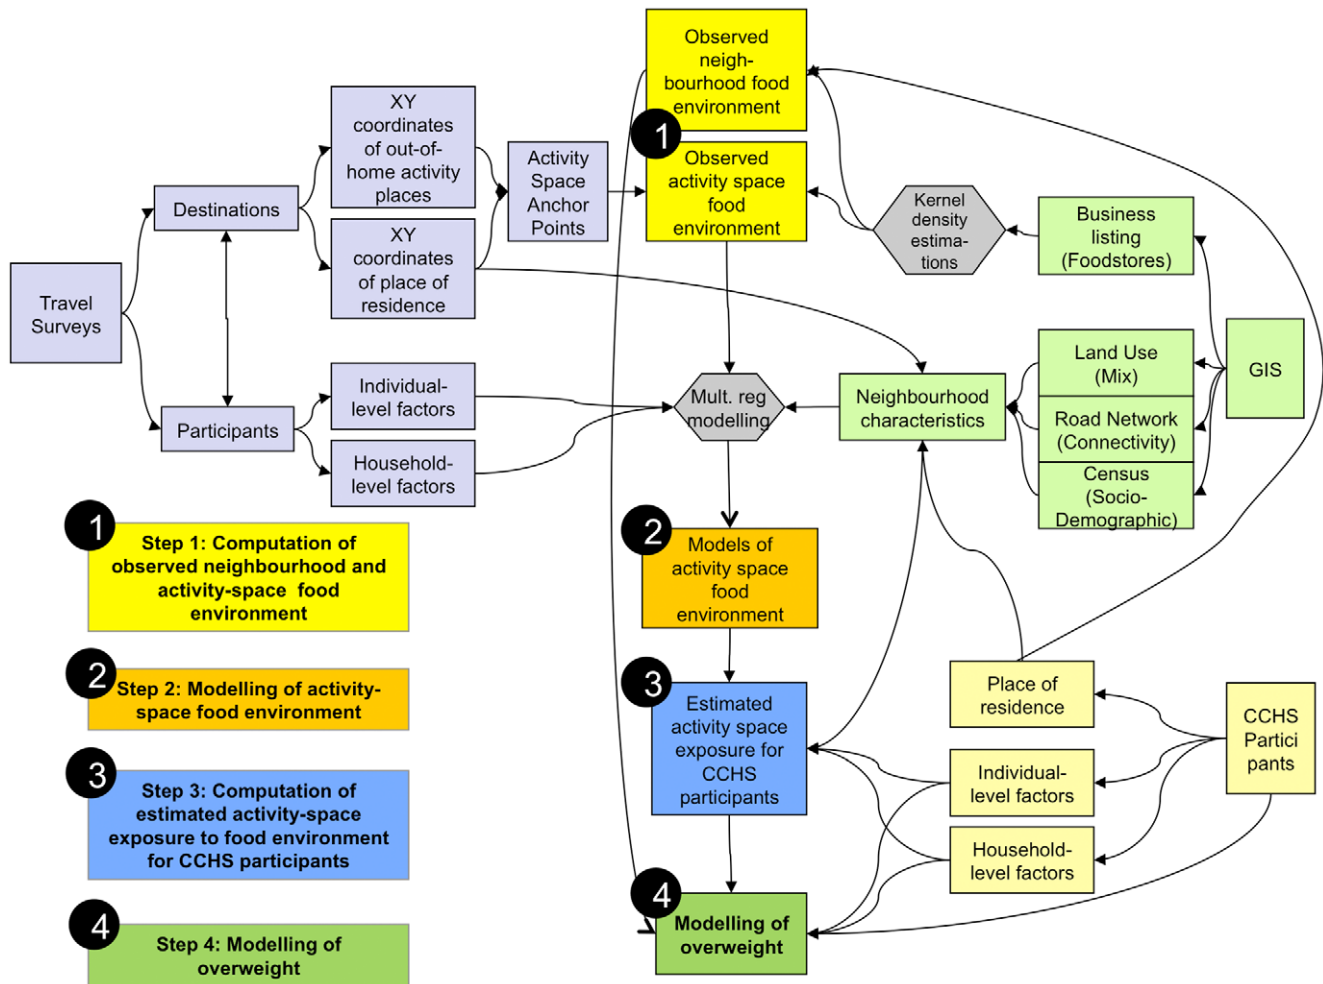 Observed
neigh-
bourhood food
environment
1
Observed
activity space
food
environment
XY
coordinates
of out-of-
home activity
places
XY
coordinates
of place of
residence
Activity
Space
Anchor
Points
Destinations
Travel
Surveys
Participants
Individual-
level factors
Household-
level factors
Kernel
density
estima-
tions
Business
listing
(Foodstores)
GIS
Land Use
(Mix)
Road Network
(Connectivity)
Census
(Socio-
Demographic)
Neighbourhood
characteristics
Mult. reg
modelling
2
Models of
activity space
food
environment
3
Estimated
activity space
exposure for
CCHS
participants
4
Modelling of
overweight
Place of
residence
Individual-
level factors
Household-
level factors
CCHS
Partici
pants
1
Step 1: Computation of
observed neighbourhood and
activity-space food
environment
2
Step 2: Modelling of activity-
space food environment
3
Step 3: Computation of
estimated activity-space
exposure to food environment
for CCHS participants
4
Step 4: Modelling of
overweight